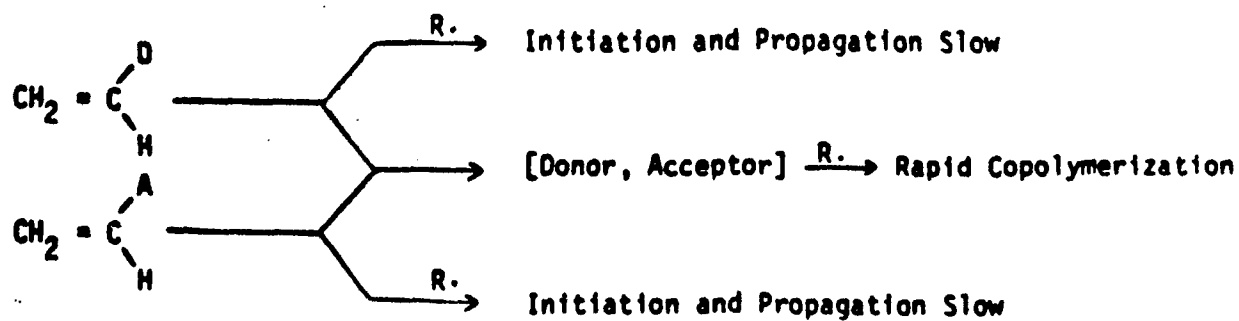 R. Initiation and Propagation Slow
D
CH2 = C
H
[Donor, Acceptor] R. Rapid Copolymerization
A
CH2 = C
H
R. Initiation and Propagation Slow